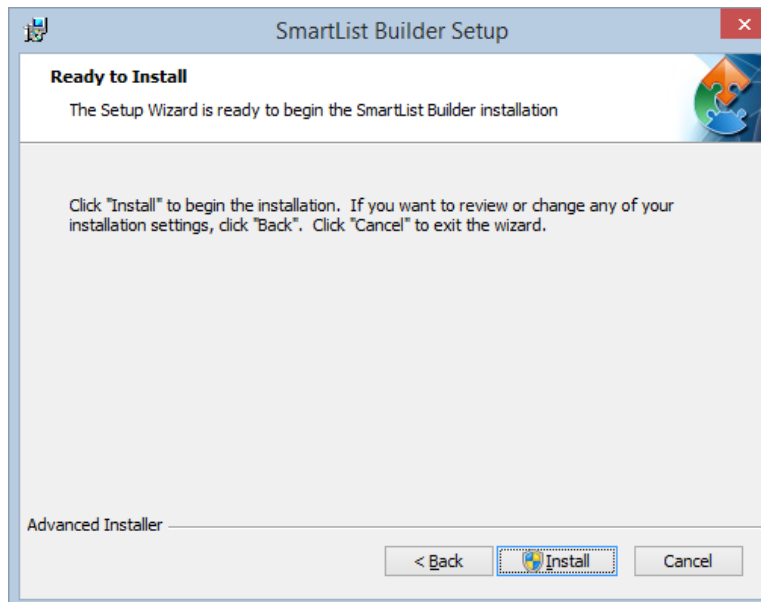 SmartList Builder Setup
Ready to Install
The Setup Wizard is ready to begin the SmartList Builder installation
Click "Install" to begin the installation.  If you want to review or change any of your
installation settings, click "Back".  Click "Cancel" to exit the wizard.
Advanced Installer
< Back
Install
Cancel